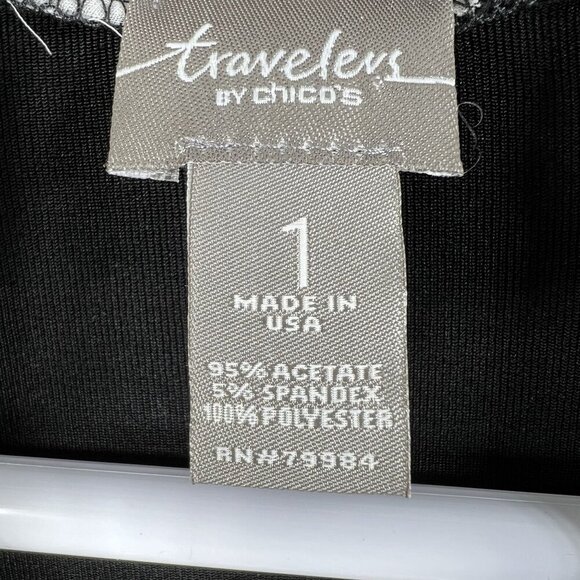 travelers
BY chico's
1
MADE IN
USA
95% ACETATE
5% SPANDEX
100% POLYESTER
RN#79984